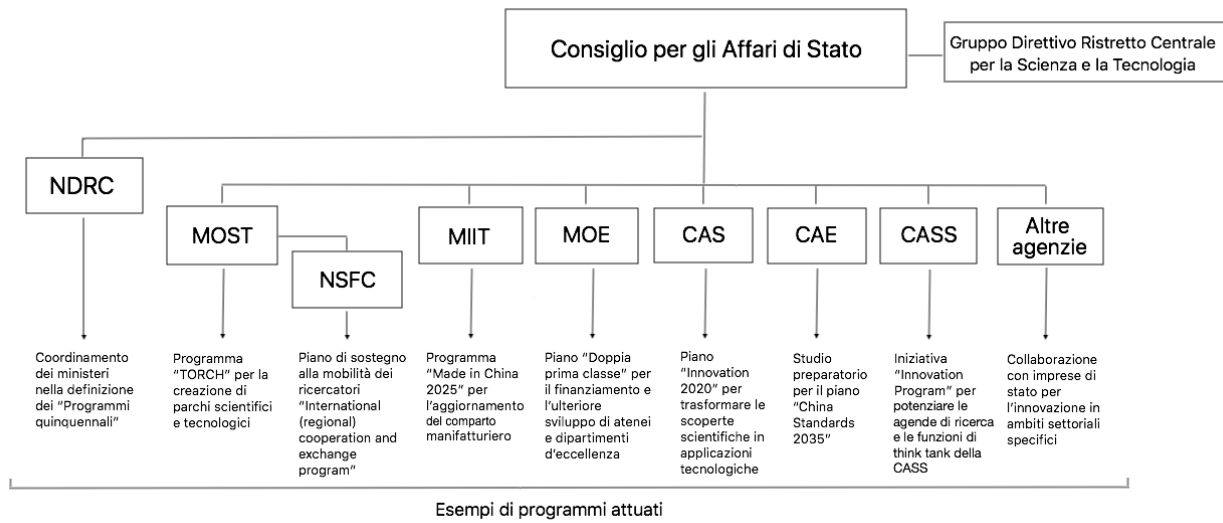 Consiglio per gli Affari di Stato
Gruppo Direttivo Ristretto Centrale
per la Scienza e la Tecnologia
NDRC
MOST
NSFC
MIIT
MOE
CAS
CAE
CASS
Altre
agenzie
Coordinamento
dei ministeri
nella definizione
dei “Programmi
quinquennali”
Programma
“TORCH” per la
creazione di
parchi scientifici
e tecnologici
Piano di sostegno
alla mobilità dei
ricercatori
“International
(regional)
cooperation and
exchange
program”
Programma
“Made in China
2025” per
l’aggiornamento
del comparto
manifatturiero
Piano “Doppia
prima classe” per
il finanziamento e
l’ulteriore
sviluppo di atenei
e dipartimenti
d’eccellenza
Piano
“Innovation
2020” per
trasformare le
scoperte
scientifiche in
applicazioni
tecnologiche
Studio
preparatorio
per il piano
“China
Standards
2035”
Iniziativa
“Innovation
Program” per
potenziare le
agende di ricerca
e le funzioni di
think tank della
CASS
Collaborazione
con imprese di
stato per
l’innovazione in
ambiti settoriali
specifici
Esempi di programmi attuati